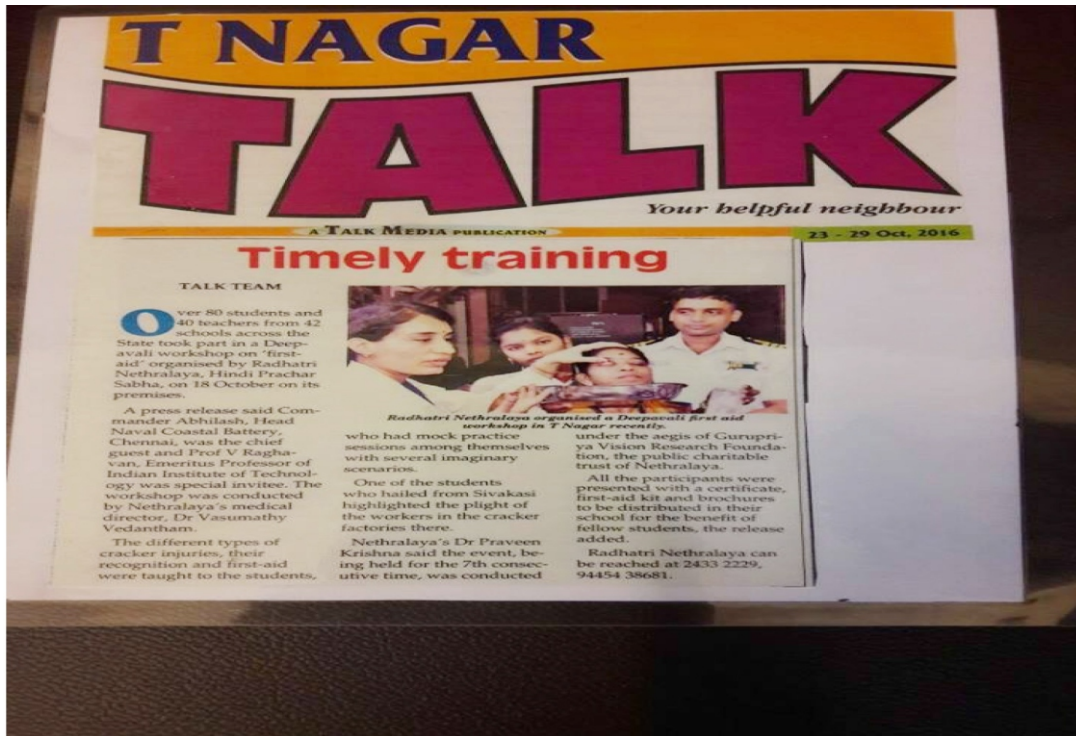 T NAGAR
TALK
Your helpful neighbour
A TALK MEDIA PUBLICATION
23 - 29 Oct, 2016
Timely training
TALK TEAM
Over 80 students and
40 teachers from 42
schools across the
State took part in a Deep-
avali workshop on ‘first-
aid’ organised by Radhatri
Nethralaya, Hindi Prachar
Sabha, on 18 October on its
premises.
A press release said Com-
mander Abhilash, Head
Naval Coastal Battery,
Chennai, was the chief
guest and Prof V Ragha-
van, Emeritus Professor of
Indian Institute of Technol-
ogy was special invitee. The
workshop was conducted
by Nethralaya's medical
director, Dr Vasumathy
Vedantham.
The different types of
cracker injuries, their
recognition and first-aid
were taught to the students,
Radhatri Nethralaya organised a Deepavali first aid
workshop in T Nagar recently.
who had mock practice
sessions among themselves
with several imaginary
scenarios.
One of the students
who hailed from Sivakasi
highlighted the plight of
the workers in the cracker
factories there.
Nethralaya's Dr Praveen
Krishna said the event, be-
ing held for the 7th consec-
utive time, was conducted
under the aegis of Gurupri-
ya Vision Research Founda-
tion, the public charitable
trust of Nethralaya.
All the participants were
presented with a certificate,
first-aid kit and brochures
to be distributed in their
school for the benefit of
fellow students, the release
added.
Radhatri Nethralaya can
be reached at 2433 2229,
94454 38681.